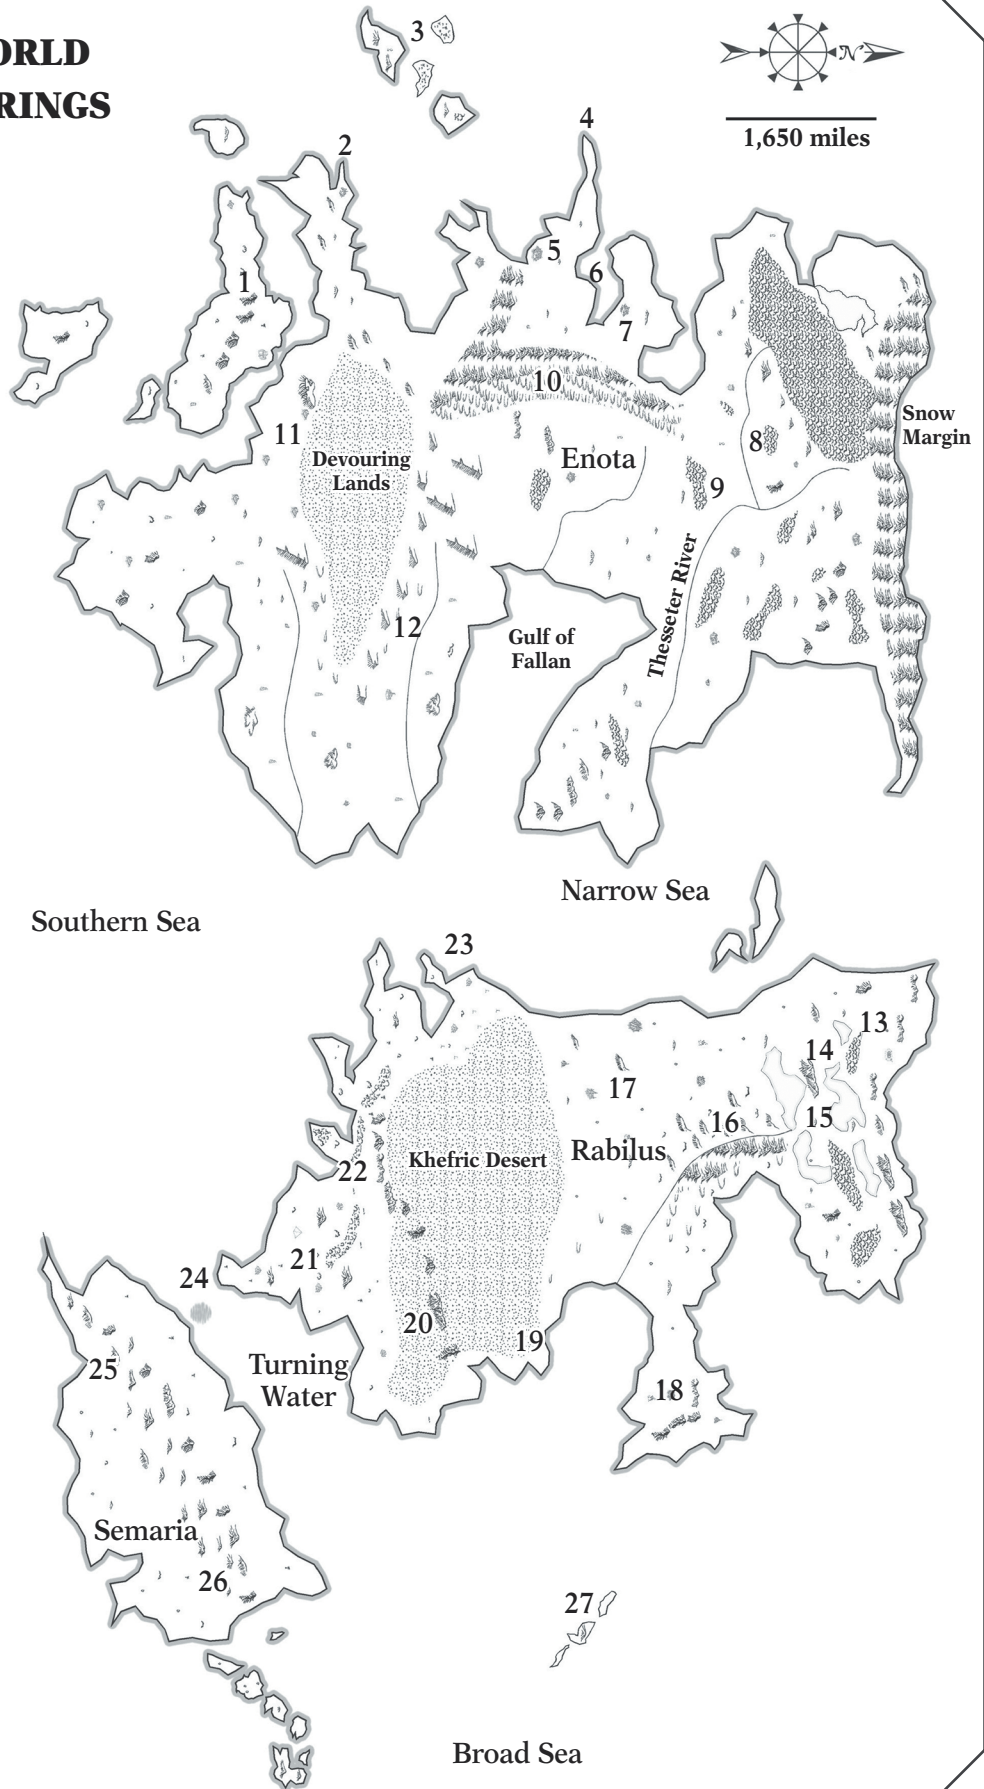 ORLD
RINGS
N
1,650 miles
3
4
2
5
6
1
7
10
Snow
Margin
8
11
Devouring
Lands
Enota
9
Thesseter River
12
Gulf of
Fallan
Narrow Sea
Southern Sea
23
13
14
17
15
16
Rabilus
22
Khefric Desert
21
24
20
19
25
Turning
Water
18
Semaria
26
27
Broad Sea